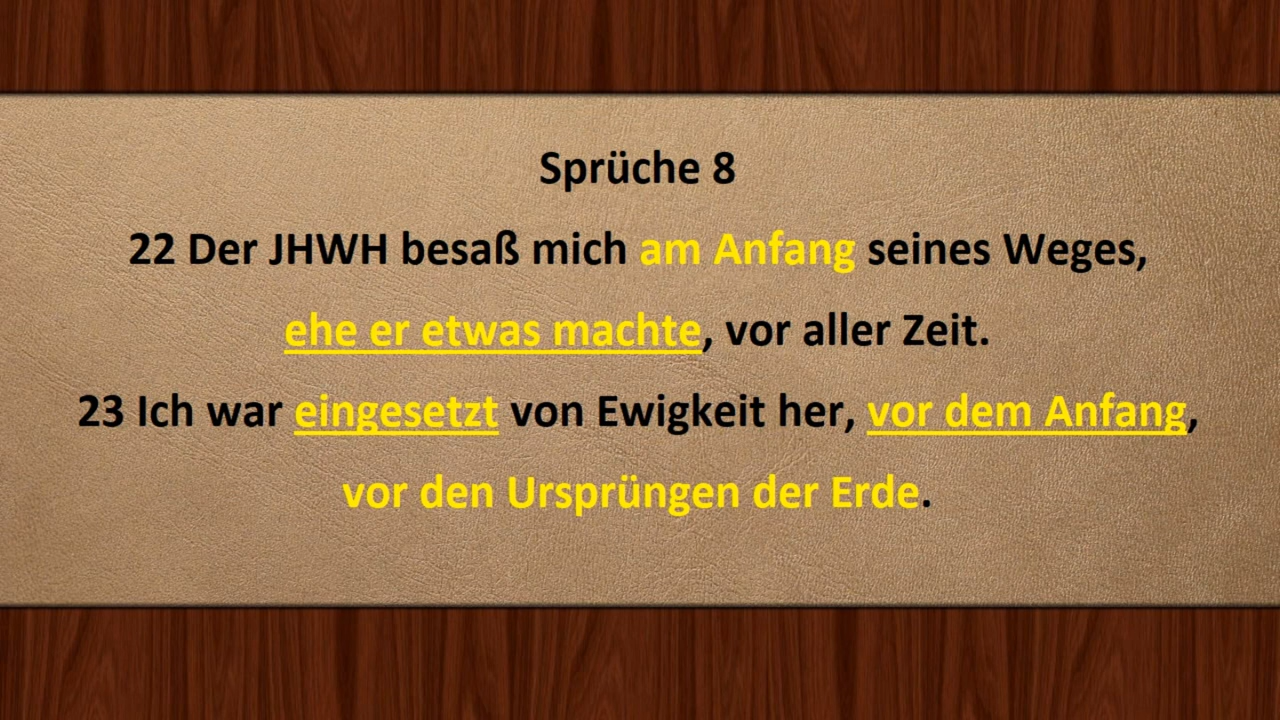 Sprüche 8
22 Der JHWH besaß mich am Anfang seines Weges,
ehe er etwas machte, vor aller Zeit.
23 Ich war eingesetzt von Ewigkeit her, vor dem Anfang,
vor den Ursprüngen der Erde.